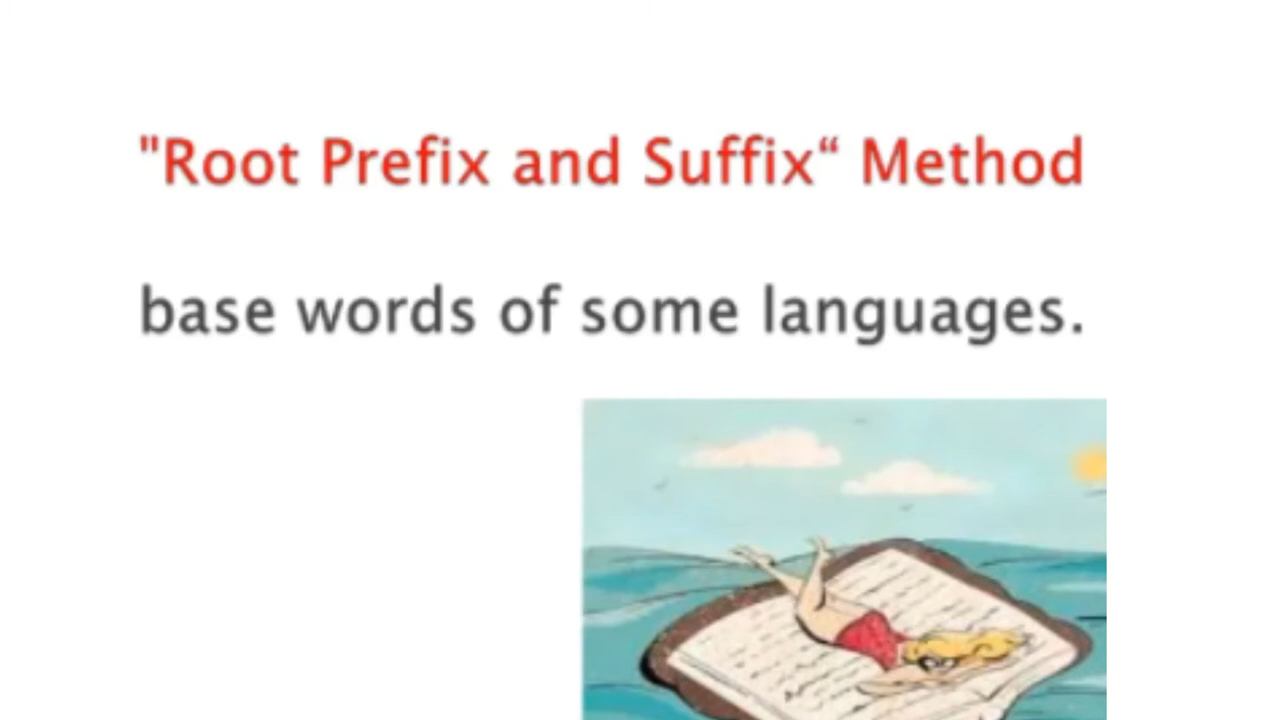 "Root Prefix and Suffix“ Method
base words of some languages.